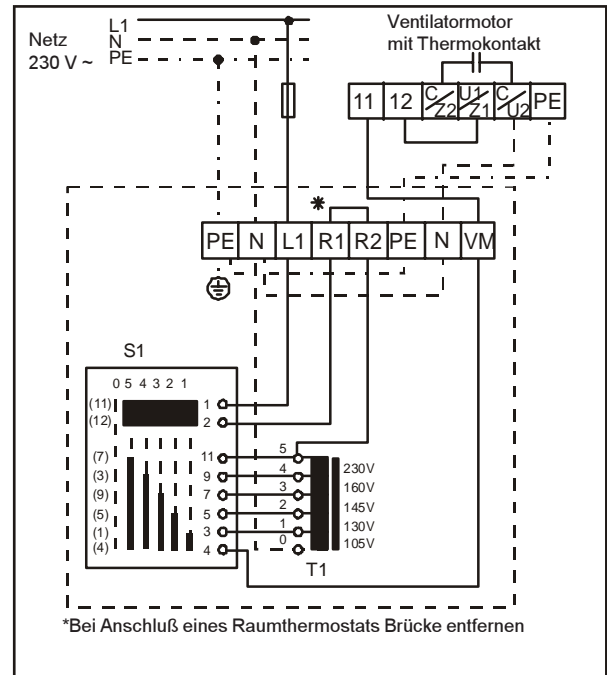 Netz
230 V ~
L1
N
PE
Ventilatormotor
mit Thermokontakt
11 12 C/Z2 U1/Z1 C/U2 PE
*
PE N L1 R1 R2 PE N VM
S1
0 5 4 3 2 1
(11) 1
(12) 2
(7) 11 5
(3) 9 4 230V
(9) 7 3 160V
(5) 5 2 145V
(1) 3 1 130V
(4) 4 0 105V
T1
*Bei Anschluß eines Raumthermostats Brücke entfernen